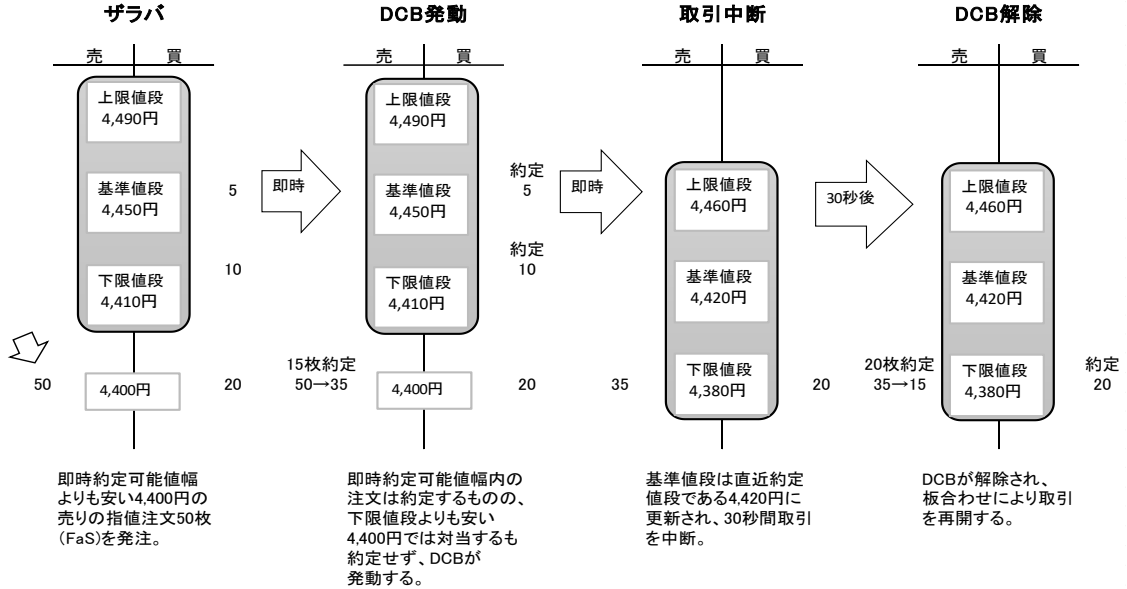 ザラバ
売 買
上限値段
4,490円
基準値段
4,450円
5
下限値段
4,410円
10
50
4,400円
20
即時約定可能値幅
よりも安い4,400円の
売りの指値注文50枚
(FaS)を発注。
即時
DCB発動
売 買
上限値段
4,490円
基準値段
4,450円
約定
5
下限値段
4,410円
約定
10
15枚約定
50→35
4,400円
20
即時約定可能値幅内の
注文は約定するものの、
下限値段よりも安い
4,400円では対当するも
約定せず、DCBが
発動する。
即時
取引中断
売 買
上限値段
4,460円
基準値段
4,420円
35
下限値段
4,380円
20
基準値段は直近約定
値段である4,420円に
更新され、30秒間取引
を中断。
30秒後
DCB解除
売 買
上限値段
4,460円
基準値段
4,420円
20枚約定
35→15
下限値段
4,380円
約定
20
DCBが解除され、
板合わせにより取引
を再開する。